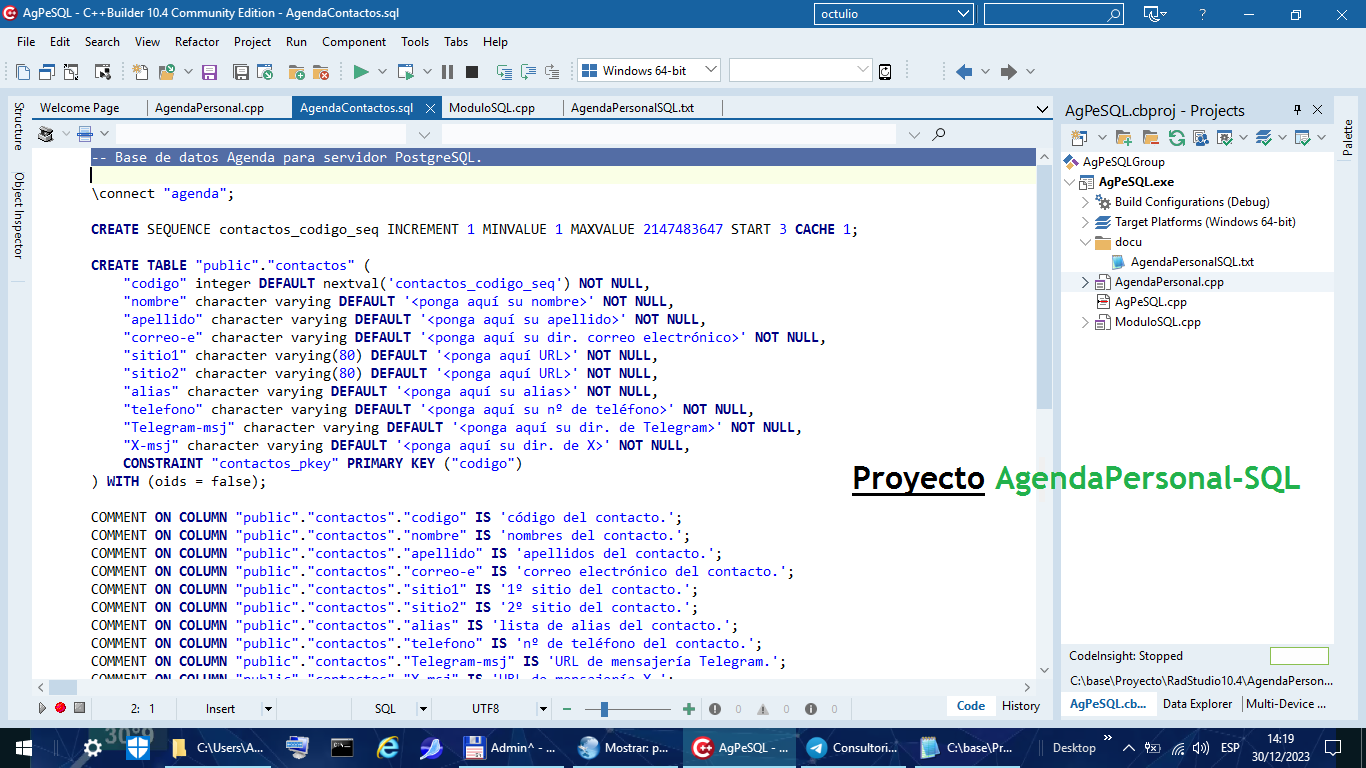 AgPeSQL - C++Builder 10.4 Community Edition - AgendaContactos.sql
octulio
File Edit Search View Refactor Project Run Component Tools Tabs Help
Windows 64-bit
Structure
Object Inspector
Welcome Page AgendaPersonal.cpp AgendaContactos.sql ModuloSQL.cpp AgendaPersonalSQL.txt
-- Base de datos Agenda para servidor PostgreSQL.
\connect "agenda";
CREATE SEQUENCE contactos_codigo_seq INCREMENT 1 MINVALUE 1 MAXVALUE 2147483647 START 3 CACHE 1;
CREATE TABLE "public"."contactos" (
"codigo" integer DEFAULT nextval('contactos_codigo_seq') NOT NULL,
"nombre" character varying DEFAULT '<ponga aquí su nombre>' NOT NULL,
"apellido" character varying DEFAULT '<ponga aquí su apellido>' NOT NULL,
"correo-e" character varying DEFAULT '<ponga aquí su dir. correo electrónico>' NOT NULL,
"sitio1" character varying(80) DEFAULT '<ponga aquí URL>' NOT NULL,
"sitio2" character varying(80) DEFAULT '<ponga aquí URL>' NOT NULL,
"alias" character varying DEFAULT '<ponga aquí su alias>' NOT NULL,
"telefono" character varying DEFAULT '<ponga aquí su nº de teléfono>' NOT NULL,
"Telegram-msj" character varying DEFAULT '<ponga aquí su dir. de Telegram>' NOT NULL,
"X-msj" character varying DEFAULT '<ponga aquí su dir. de X>' NOT NULL,
CONSTRAINT "contactos_pkey" PRIMARY KEY ("codigo")
) WITH (oids = false);
COMMENT ON COLUMN "public"."contactos"."codigo" IS 'código del contacto.';
COMMENT ON COLUMN "public"."contactos"."nombre" IS 'nombres del contacto.';
COMMENT ON COLUMN "public"."contactos"."apellido" IS 'apellidos del contacto.';
COMMENT ON COLUMN "public"."contactos"."correo-e" IS 'correo electrónico del contacto.';
COMMENT ON COLUMN "public"."contactos"."sitio1" IS '1º sitio del contacto.';
COMMENT ON COLUMN "public"."contactos"."sitio2" IS '2º sitio del contacto.';
COMMENT ON COLUMN "public"."contactos"."alias" IS 'lista de alias del contacto.';
COMMENT ON COLUMN "public"."contactos"."telefono" IS 'nº de teléfono del contacto.';
COMMENT ON COLUMN "public"."contactos"."Telegram-msj" IS 'URL de mensajería Telegram.';
COMMENT ON COLUMN "public"."contactos"."X-msj" IS 'URL de mensajería X.';
Proyecto AgendaPersonal-SQL
AgPeSQL.cbproj - Projects
Palette
AgPeSQLGroup
AgPeSQL.exe
Build Configurations (Debug)
Target Platforms (Windows 64-bit)
docu
AgendaPersonalSQL.txt
AgendaPersonal.cpp
AgPeSQL.cpp
ModuloSQL.cpp
CodeInsight: Stopped
C:\base\Proyecto\RadStudio10.4\AgendaPerson...
AgPeSQL.cb... Data Explorer Multi-Device ...
2: 1 Insert SQL UTF8 0 0 0 Code History
30º9
C:\Users\A... Admin^ - ... Mostrar: p... AgPeSQL - ... Consultori... C:\base\Pr... Desktop ESP
14:19
30/12/2023